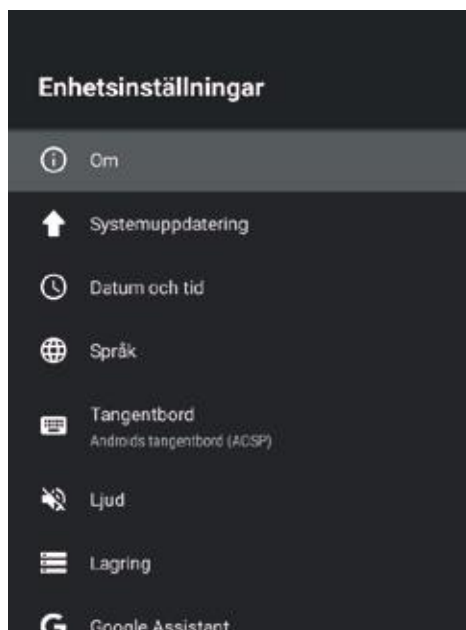 Enhetsinställningar
Om
Systemuppdatering
Datum och tid
Språk
Tangentbord
Androids tangentbord (AOSP)
Ljud
Lagring
Google Assistant